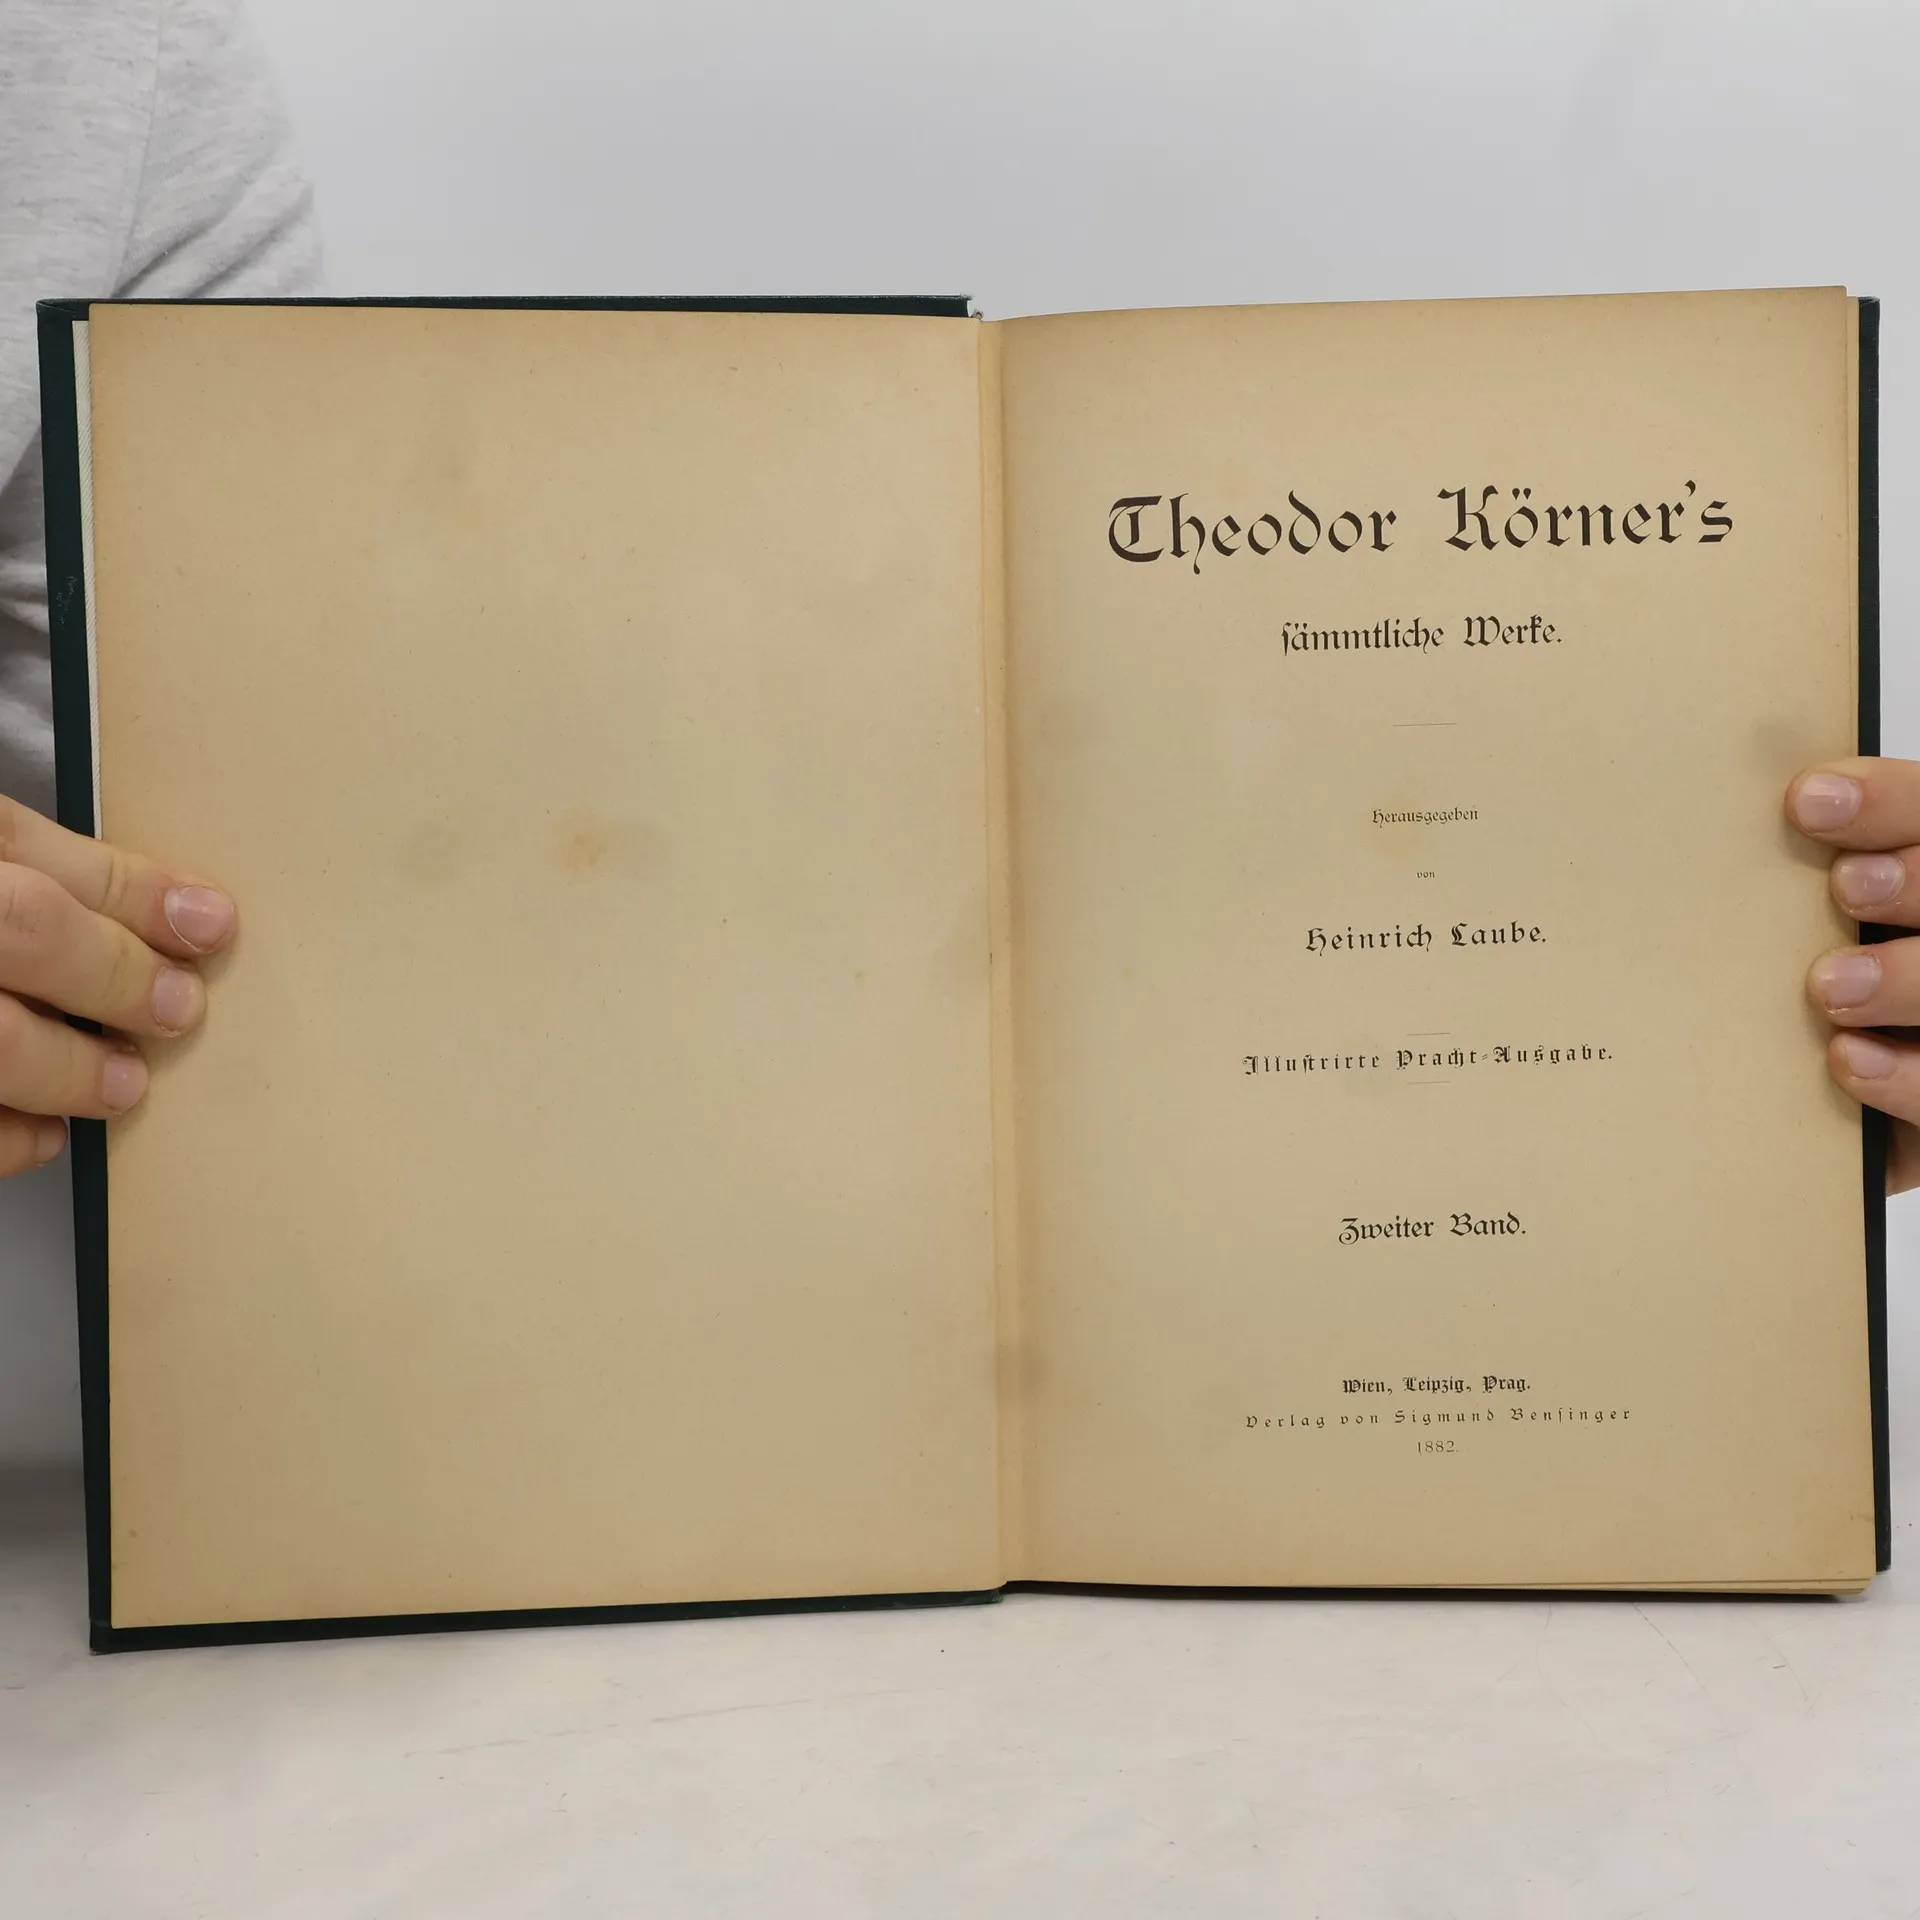 Theodor Körner's
sämmtliche Werke.
Herausgegeben
von
Heinrich Laube.
Illustrirte Pracht-Ausgabe.
Zweiter Band.
Wien, Leipzig, Prag.
Verlag von Sigmund Bensinger
1882.